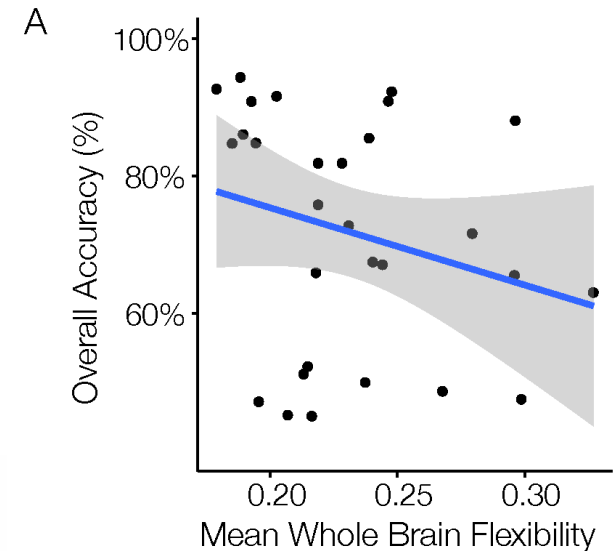 A
100%
80%
60%
Overall Accuracy (%)
0.20 0.25 0.30
Mean Whole Brain Flexibility